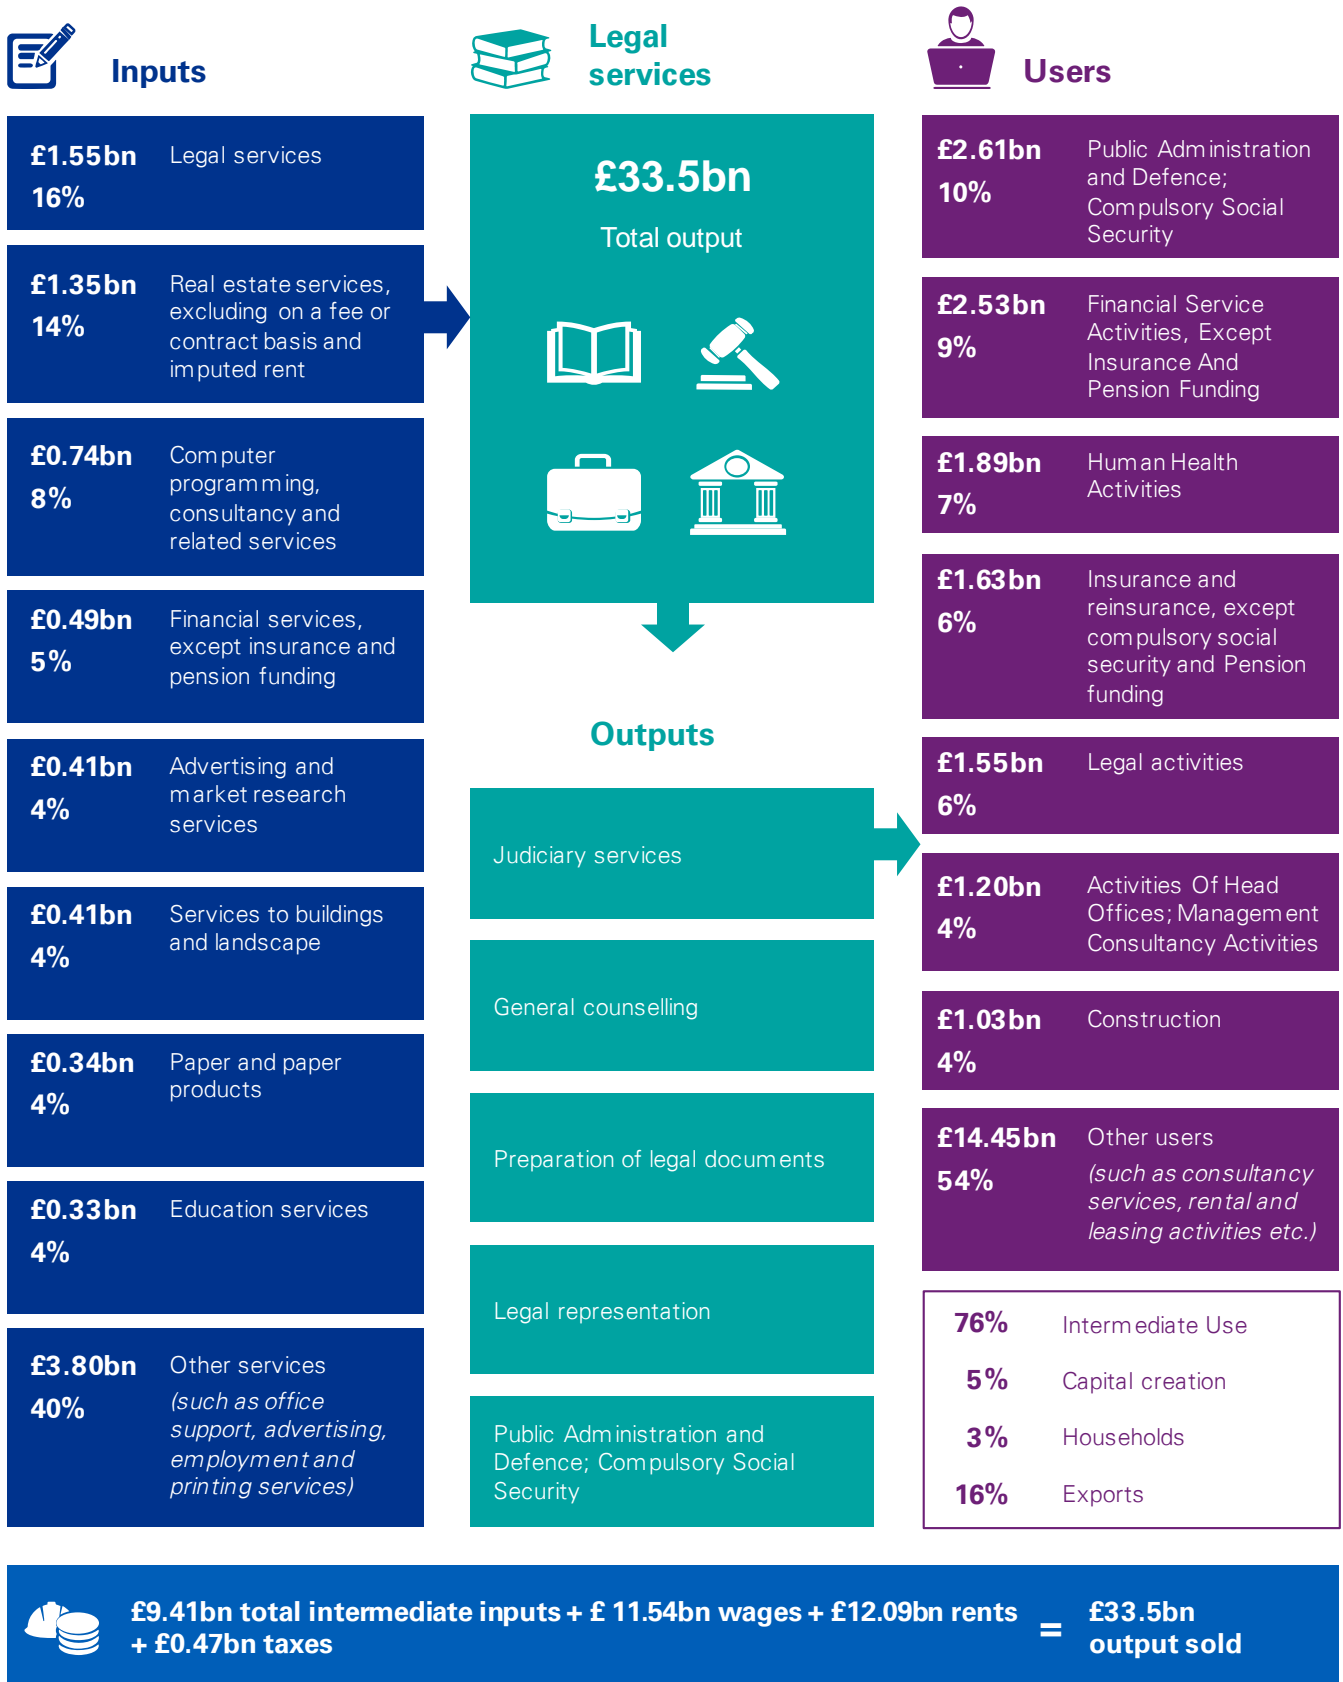 Inputs
£1.55bn Legal services
16%
£1.35bn Real estate services,
excluding on a fee or
14%
contract basis and
imputed rent
£0.74bn Computer
programming,
8%
consultancy and
related services
£0.49bn Financial services,
except insurance and
5%
pension funding
£0.41bn Advertising and
market research
4%
services
£0.41bn Services to buildings
and landscape
4%
£0.34bn Paper and paper
products
4%
£0.33bn Education services
4%
£3.80bn Other services
40% (such as office
support, advertising,
employment and
printing services)
Legal
services
£33.5bn
Total output
Outputs
Judiciary services
General counselling
Preparation of legal documents
Legal representation
Public Administration and
Defence; Compulsory Social
Security
Users
£2.61bn Public Administration
and Defence;
10%
Compulsory Social
Security
£2.53bn Financial Service
Activities, Except
9%
Insurance And
Pension Funding
£1.89bn Human Health
Activities
7%
£1.63bn Insurance and
reinsurance, except
6%
compulsory social
security and Pension
funding
£1.55bn Legal activities
6%
£1.20bn Activities Of Head
Offices; Management
4%
Consultancy Activities
£1.03bn Construction
4%
£14.45bn Other users
54% (such as consultancy
services, rental and
leasing activities etc.)
76% Intermediate Use
5% Capital creation
3% Households
16% Exports
£9.41bn total intermediate inputs + £ 11.54bn wages + £12.09bn rents
+ £0.47bn taxes
=
£33.5bn
output sold